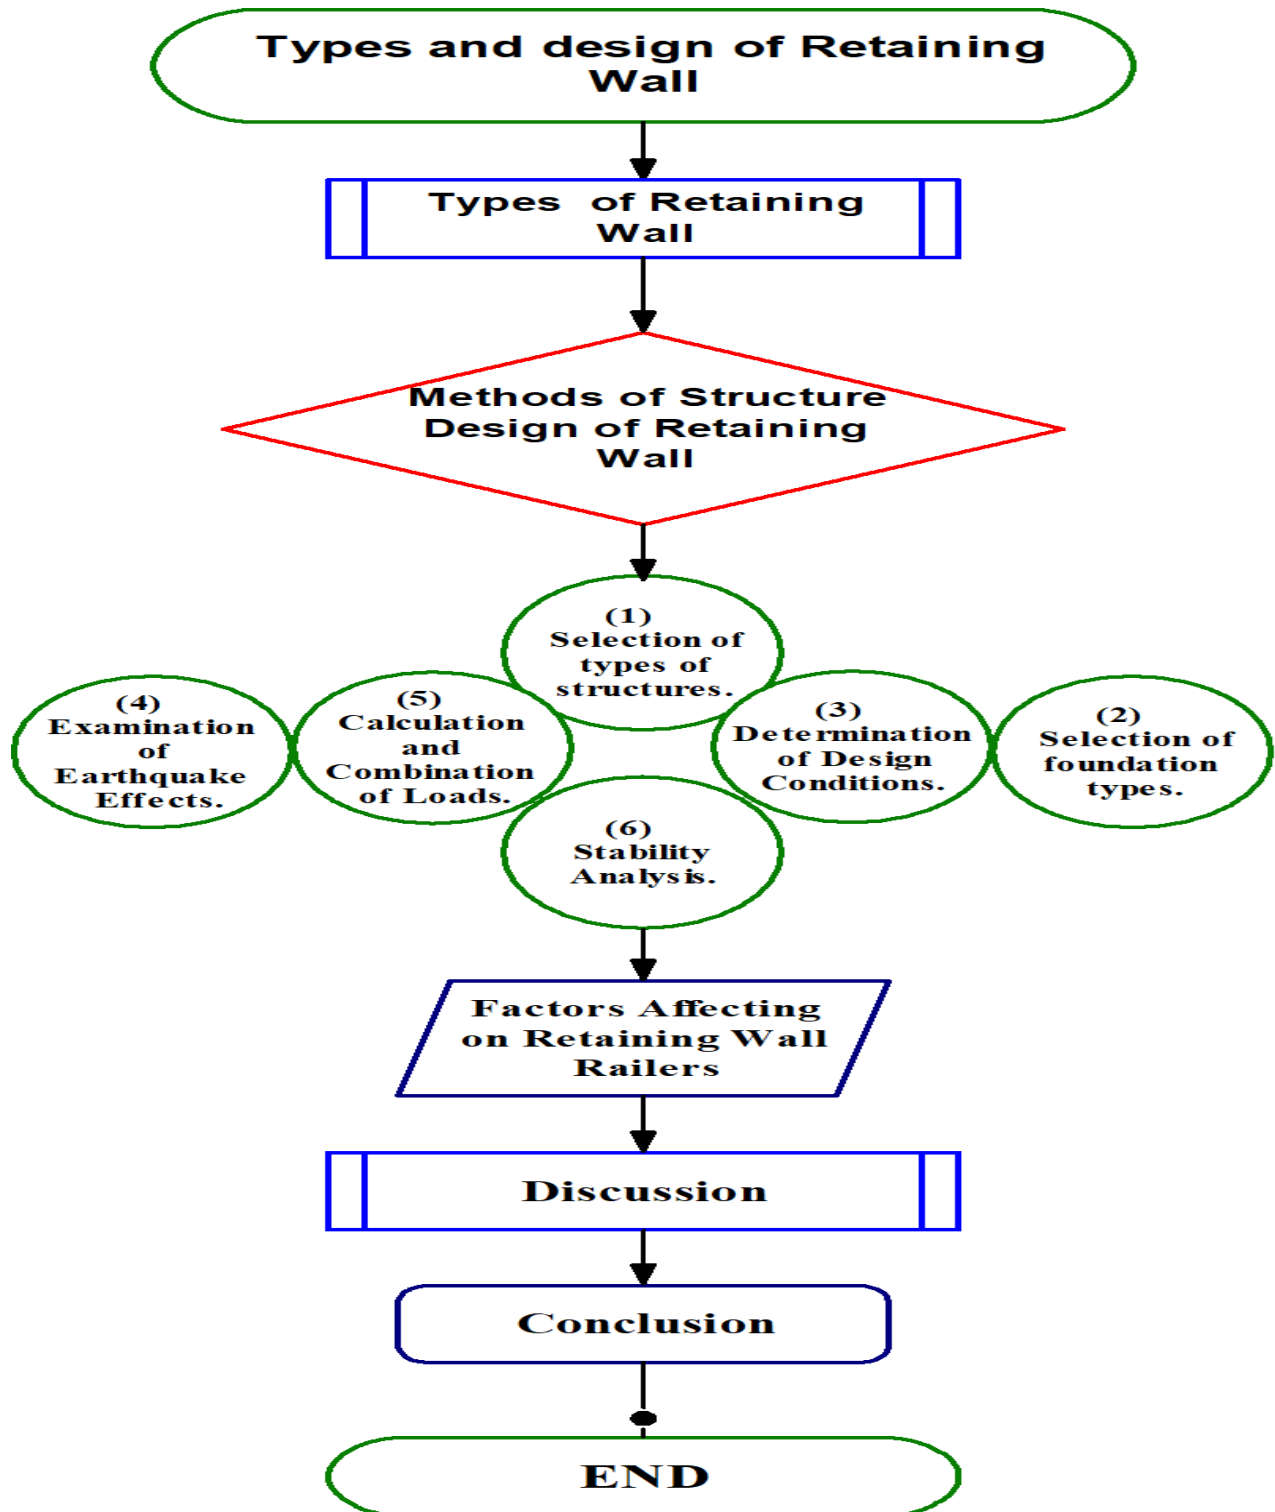 Types and design of Retaining
Wall
Types of Retaining
Wall
Methods of Structure
Design of Retaining
Wall
(1)
Selection of
types of
structures.
(4)
Examination
of
Earthquake
Effects.
(5)
Calculation
and
Combination
of Loads.
(3)
Determination
of Design
Conditions.
(2)
Selection of
foundation
types.
(6)
Stability
Analysis.
Factors Affecting
on Retaining Wall
Railers
Discussion
Conclusion
END